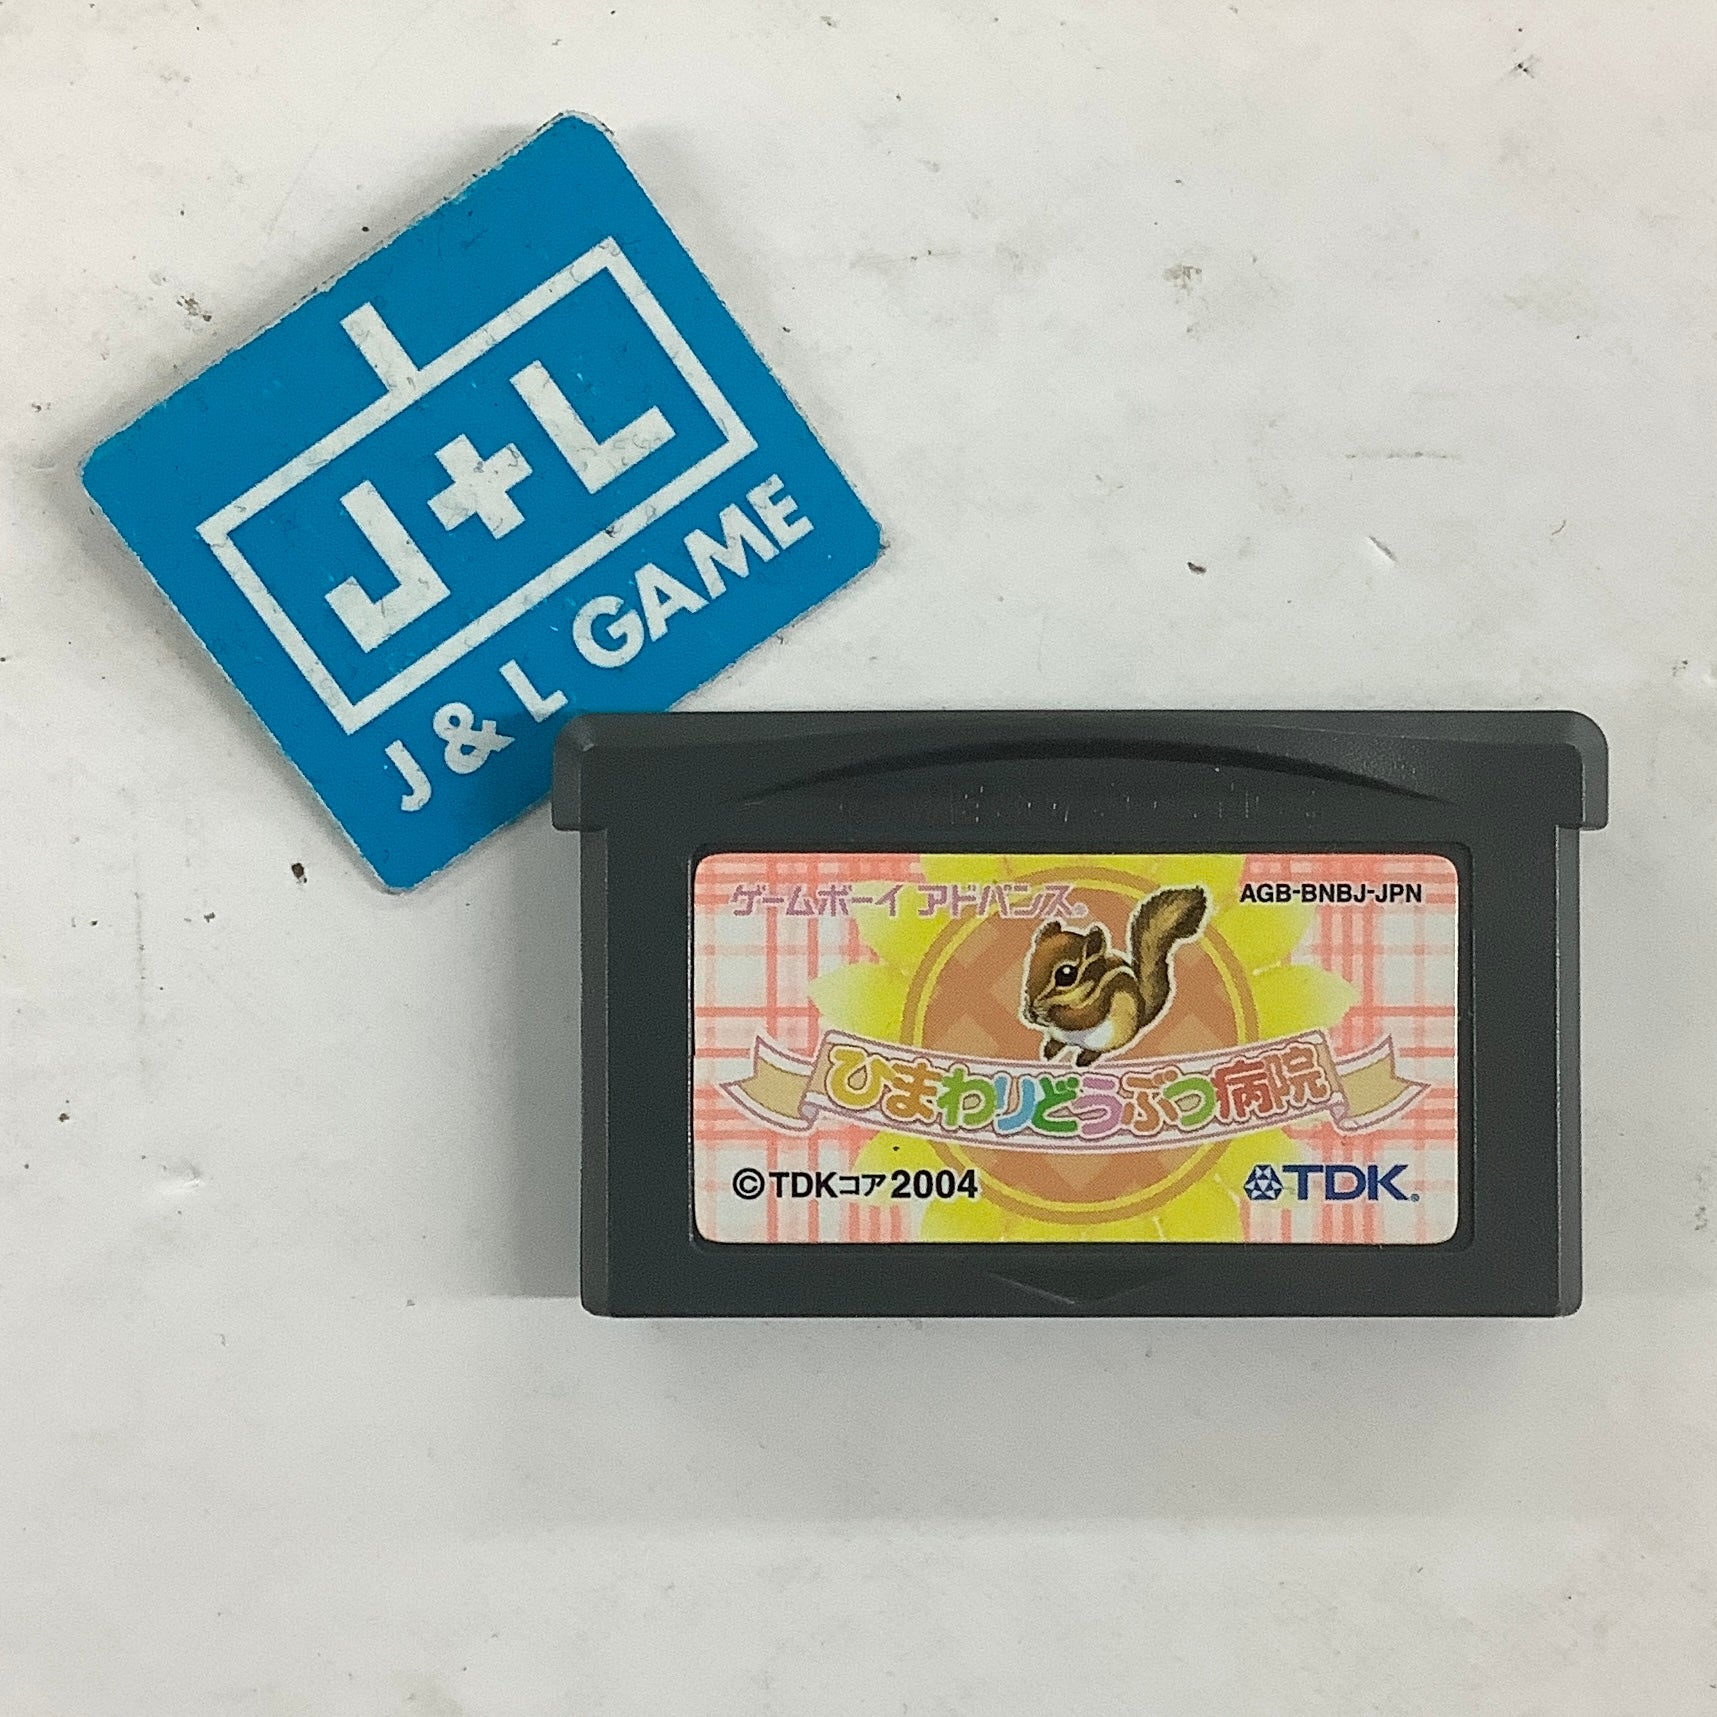 J+L
J & L GAME
ゲームボーイ アドバンス®
AGB-BNBJ-JPN
ひまわりどうぶつ病院
©TDKコア2004
TDK®